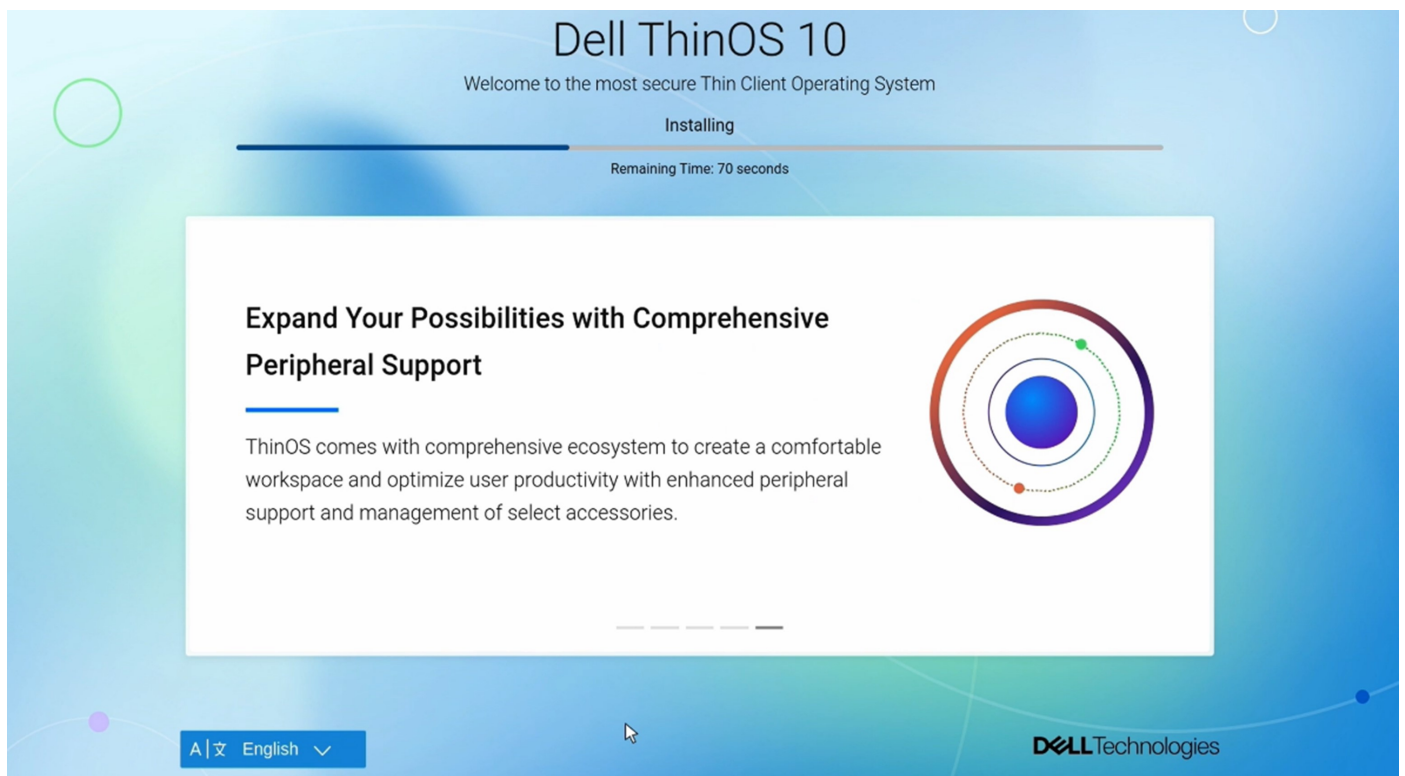 Dell ThinOS 10
Welcome to the most secure Thin Client Operating System
Installing
Remaining Time: 70 seconds
Expand Your Possibilities with Comprehensive
Peripheral Support
ThinOS comes with comprehensive ecosystem to create a comfortable
workspace and optimize user productivity with enhanced peripheral
support and management of select accessories.
A|文 English
DELLTechnologies